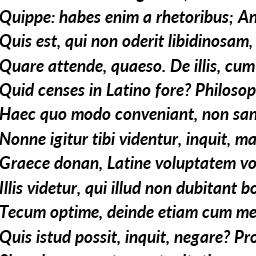 Quippe: habes enim a rhetoribus; An
Quis est, qui non oderit libidinosam,
Quare attende, quaeso. De illis, cum
Quid censes in Latino fore? Philosop
Haec quo modo conveniant, non san
Nonne igitur tibi videntur, inquit, ma
Graece donan, Latine voluptatem vo
Illis videtur, qui illud non dubitant bo
Tecum optime, deinde etiam cum me
Quis istud possit, inquit, negare? Pro